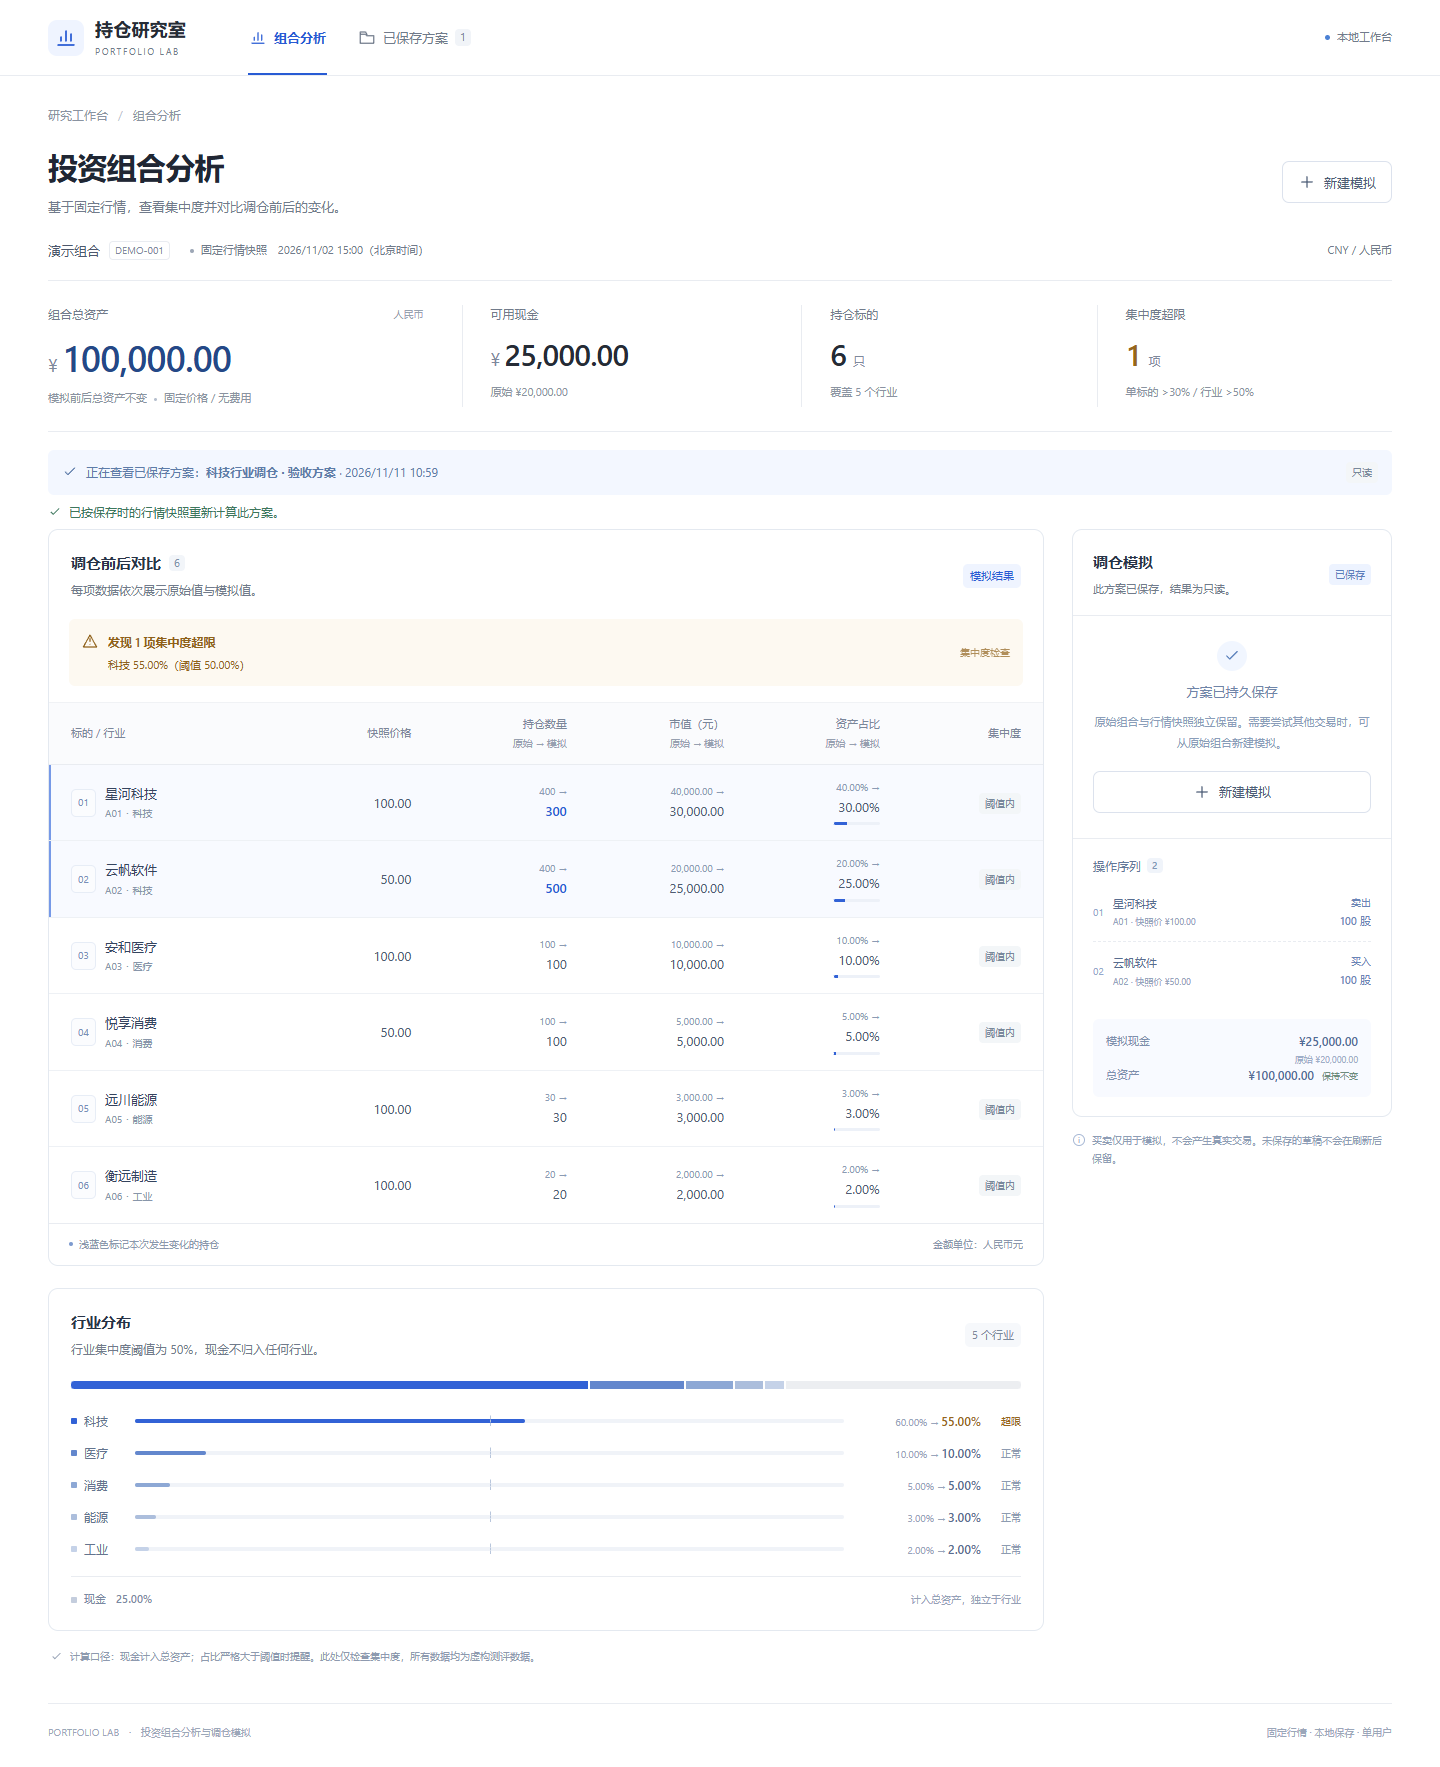 持仓研究室
PORTFOLIO LAB
组合分析
已保存方案 1
本地工作台
研究工作台 / 组合分析
投资组合分析
基于固定行情，查看集中度并对比调仓前后的变化。
新建模拟
演示组合 DEMO-001 固定行情快照 2026/11/02 15:00（北京时间）
CNY / 人民币
组合总资产 人民币
¥ 100,000.00
模拟前后总资产不变 • 固定价格 / 无费用
可用现金
¥ 25,000.00
原始 ¥20,000.00
持仓标的
6 只
覆盖 5 个行业
集中度超限
1 项
单标的 >30% / 行业 >50%
正在查看已保存方案：科技行业调仓 · 验收方案 · 2026/11/11 10:59
只读
已按保存时的行情快照重新计算此方案。
调仓前后对比 6
每项数据依次展示原始值与模拟值。
模拟结果
发现 1 项集中度超限
科技 55.00%（阈值 50.00%）
集中度检查
标的 / 行业 快照价格 持仓数量 市值（元） 资产占比 集中度
原始 → 模拟 原始 → 模拟 原始 → 模拟
01 星河科技
A01 · 科技
100.00
400 →
300
40,000.00 →
30,000.00
40.00% →
30.00%
阈值内
02 云帆软件
A02 · 科技
50.00
400 →
500
20,000.00 →
25,000.00
20.00% →
25.00%
阈值内
03 安和医疗
A03 · 医疗
100.00
100 →
100
10,000.00 →
10,000.00
10.00% →
10.00%
阈值内
04 悦享消费
A04 · 消费
50.00
100 →
100
5,000.00 →
5,000.00
5.00% →
5.00%
阈值内
05 远川能源
A05 · 能源
100.00
30 →
30
3,000.00 →
3,000.00
3.00% →
3.00%
阈值内
06 衡远制造
A06 · 工业
100.00
20 →
20
2,000.00 →
2,000.00
2.00% →
2.00%
阈值内
浅蓝色标记本次发生变化的持仓
金额单位：人民币元
调仓模拟
此方案已保存，结果为只读。
已保存
方案已持久保存
原始组合与行情快照独立保留。需要尝试其他交易时，可
从原始组合新建模拟。
新建模拟
操作序列 2
01 星河科技 卖出
A01 · 快照价 ¥100.00 100 股
02 云帆软件 买入
A02 · 快照价 ¥50.00 100 股
模拟现金 ¥25,000.00
原始 ¥20,000.00
总资产 ¥100,000.00 保持不变
买卖仅用于模拟，不会产生真实交易。未保存的草稿不会在刷新后
保留。
行业分布
行业集中度阈值为 50%，现金不归入任何行业。
5 个行业
科技 60.00% → 55.00% 超限
医疗 10.00% → 10.00% 正常
消费 5.00% → 5.00% 正常
能源 3.00% → 3.00% 正常
工业 2.00% → 2.00% 正常
现金 25.00% 计入总资产，独立于行业
计算口径：现金计入总资产；占比严格大于阈值时提醒。此处仅检查集中度，所有数据均为虚构测评数据。
PORTFOLIO LAB · 投资组合分析与调仓模拟
固定行情 · 本地保存 · 单用户